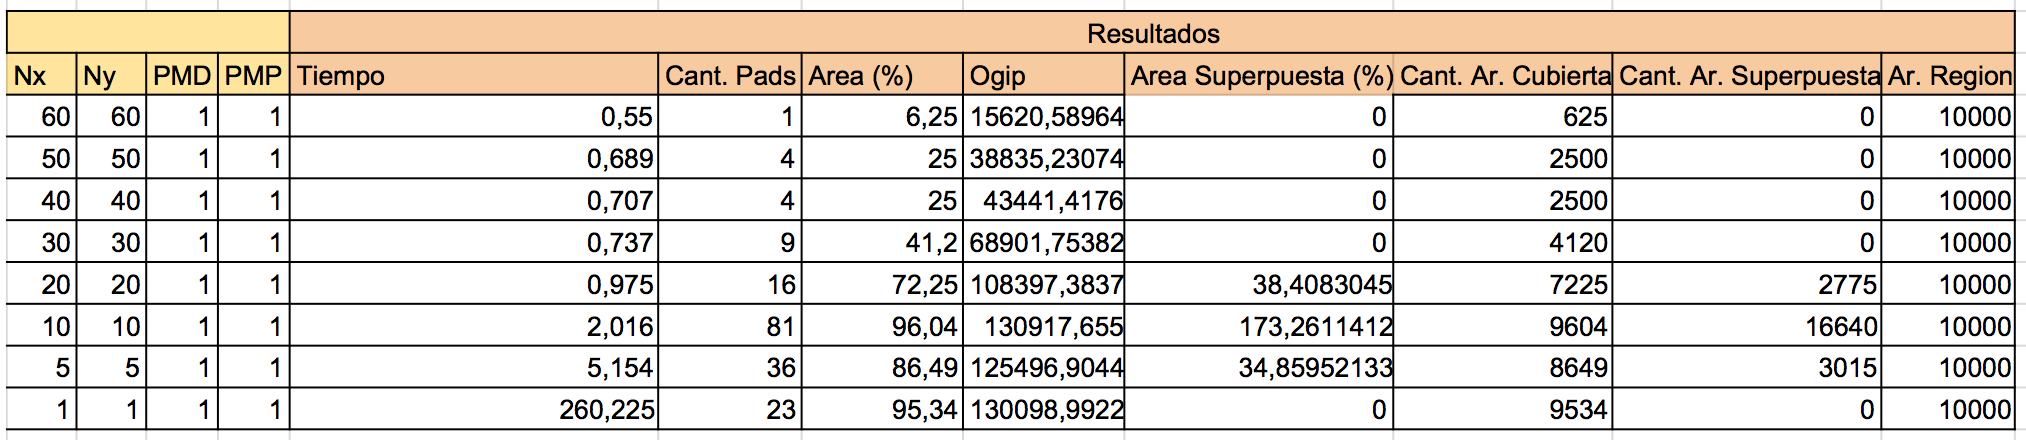 Resultados
Nx Ny PMD PMP Tiempo Cant. Pads Area (%) Ogip Area Superpuesta (%) Cant. Ar. Cubierta Cant. Ar. Superpuesta Ar. Region
60 60 1 1 0,55 1 6,25 15620,58964 0 625 0 10000
50 50 1 1 0,689 4 25 38835,23074 0 2500 0 10000
40 40 1 1 0,707 4 25 43441,4176 0 2500 0 10000
30 30 1 1 0,737 9 41,2 68901,75382 0 4120 0 10000
20 20 1 1 0,975 16 72,25 108397,3837 38,4083045 7225 2775 10000
10 10 1 1 2,016 81 96,04 130917,655 173,2611412 9604 16640 10000
5 5 1 1 5,154 36 86,49 125496,9044 34,85952133 8649 3015 10000
1 1 1 1 260,225 23 95,34 130098,9922 0 9534 0 10000